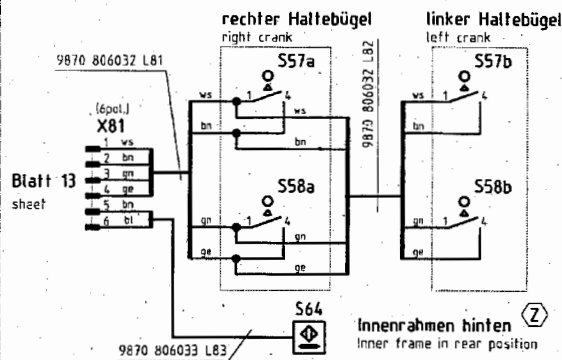 rechter Haltebügel
right crank
linker Haltebügel
left crank
9870 806032 L81
9870 806032 L82
S57a
S57b
ws 1 4 ws
bn bn
ws 1 4
bn
(6pol.)
X81
1 ws
2 bn
3 gn
4 ge
5 bn
6 bl
Blatt 13
sheet
S58a
S58b
gn 1 4 gn
ge ge
gn 1 4
ge
S64
9870 806033 L83
Innenrahmen hinten Z
Inner frame in rear position